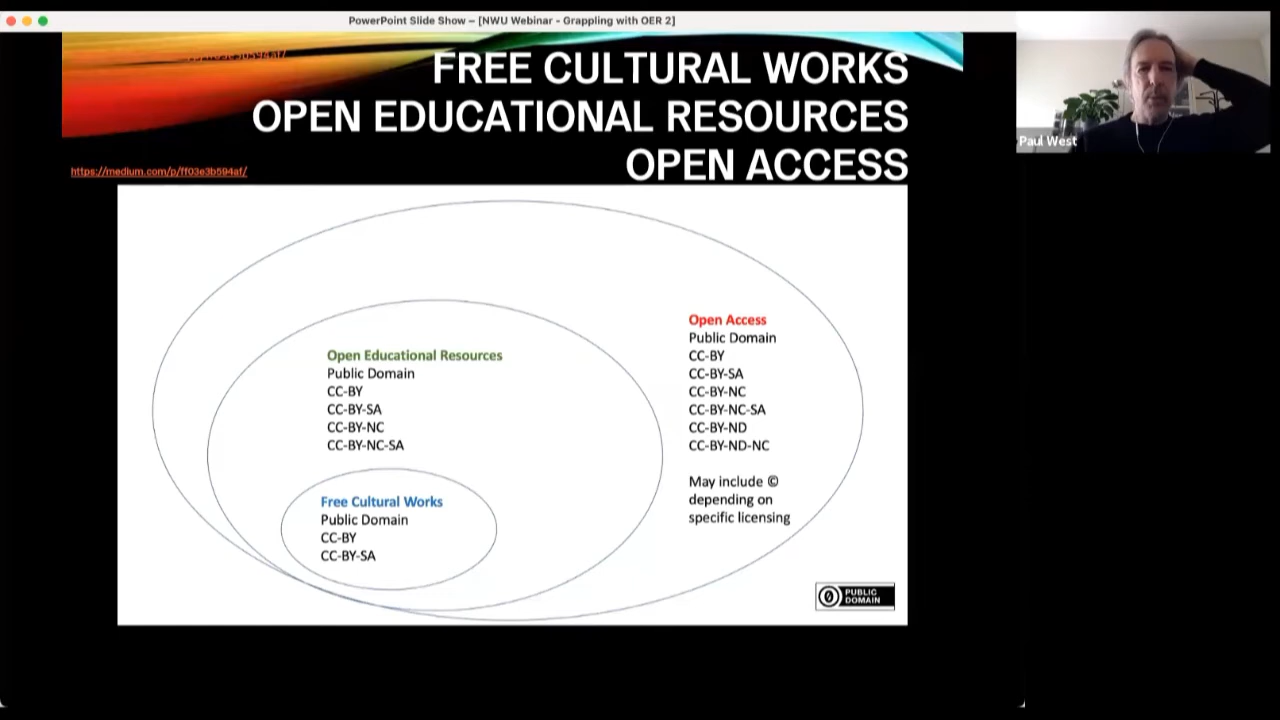 PowerPoint Slide Show – [NWU Webinar - Grappling with OER 2]
FREE CULTURAL WORKS
OPEN EDUCATIONAL RESOURCES
OPEN ACCESS
https://medium.com/p/ff03e3b594af/
Paul West
Open Access
Public Domain
CC-BY
CC-BY-SA
CC-BY-NC
CC-BY-NC-SA
CC-BY-ND
CC-BY-ND-NC
May include ©
depending on
specific licensing
Open Educational Resources
Public Domain
CC-BY
CC-BY-SA
CC-BY-NC
CC-BY-NC-SA
Free Cultural Works
Public Domain
CC-BY
CC-BY-SA
PUBLIC
DOMAIN